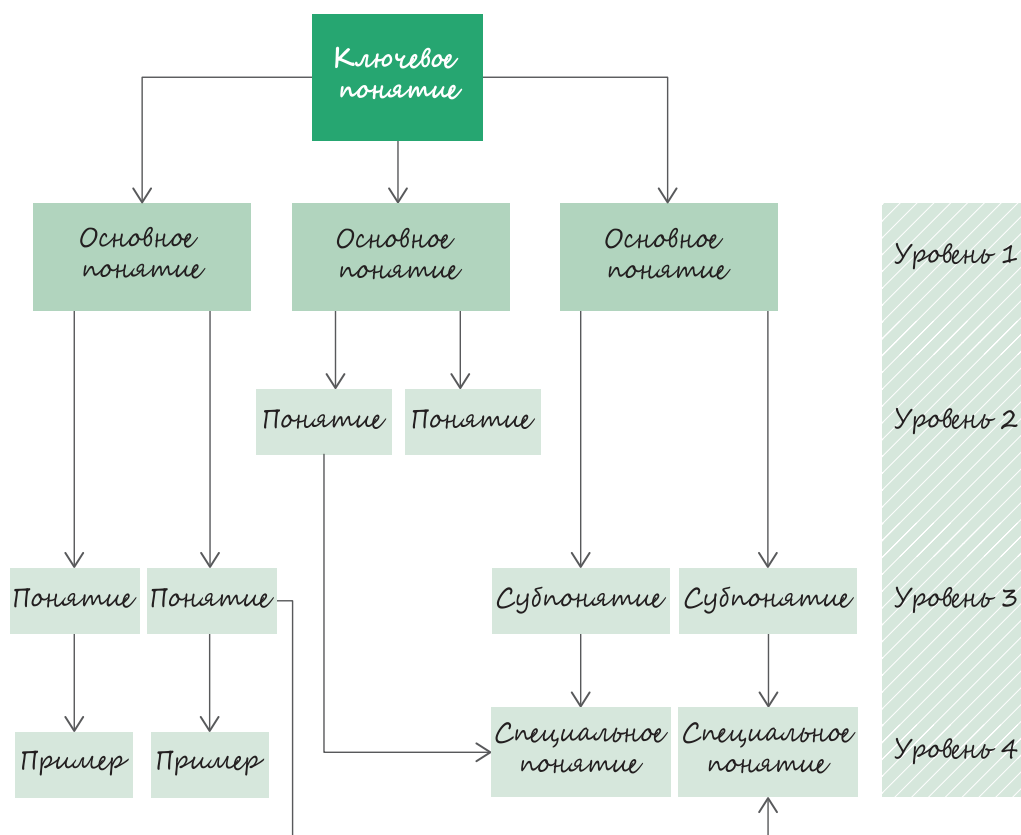 Ключевое
понятие
Основное
понятие
Основное
понятие
Основное
понятие
Уровень 1
Понятие
Понятие
Уровень 2
Понятие
Понятие
Субпонятие
Субпонятие
Уровень 3
Пример
Пример
Специальное
понятие
Специальное
понятие
Уровень 4